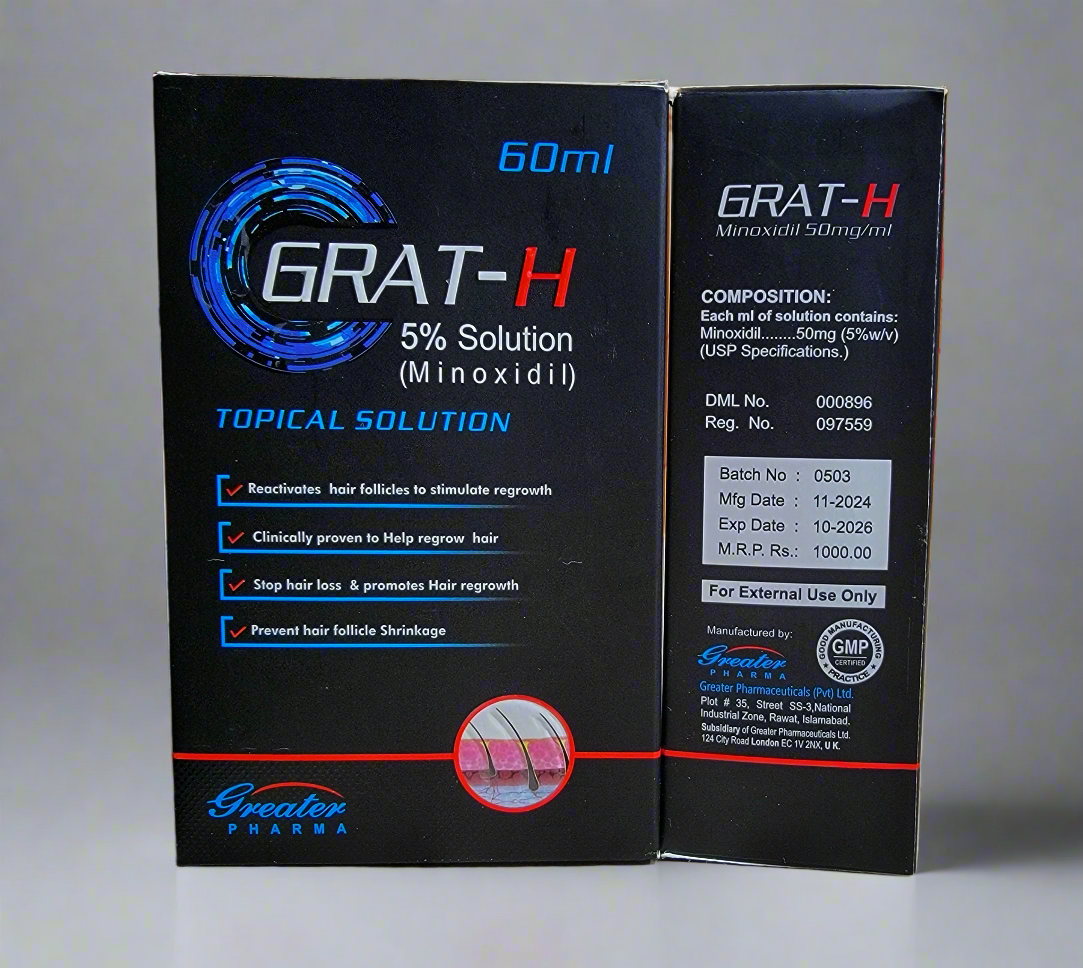 60ml
GRAT-H
5% Solution
(Minoxidil)
TOPICAL SOLUTION
Reactivates hair follicles to stimulate regrowth
Clinically proven to Help regrow hair
Stop hair loss & promotes Hair regrowth
Prevent hair follicle Shrinkage
Greater
PHARMA
GRAT-H
Minoxidil 50mg/ml
COMPOSITION:
Each ml of solution contains:
Minoxidil........50mg (5%w/v)
(USP Specifications.)
DML No. 000896
Reg. No. 097559
Batch No : 0503
Mfg Date : 11-2024
Exp Date : 10-2026
M.R.P. Rs.: 1000.00
For External Use Only
Manufactured by:
Greater
PHARMA
GOOD MANUFACTURING
GMP
CERTIFIED
PRACTICE
Greater Pharmaceuticals (Pvt) Ltd.
Plot # 35, Street SS-3,National
Industrial Zone, Rawat, Islamabad.
Subsidiary of Greater Pharmaceuticals Ltd.
124 City Road London EC 1V 2NX, U K.